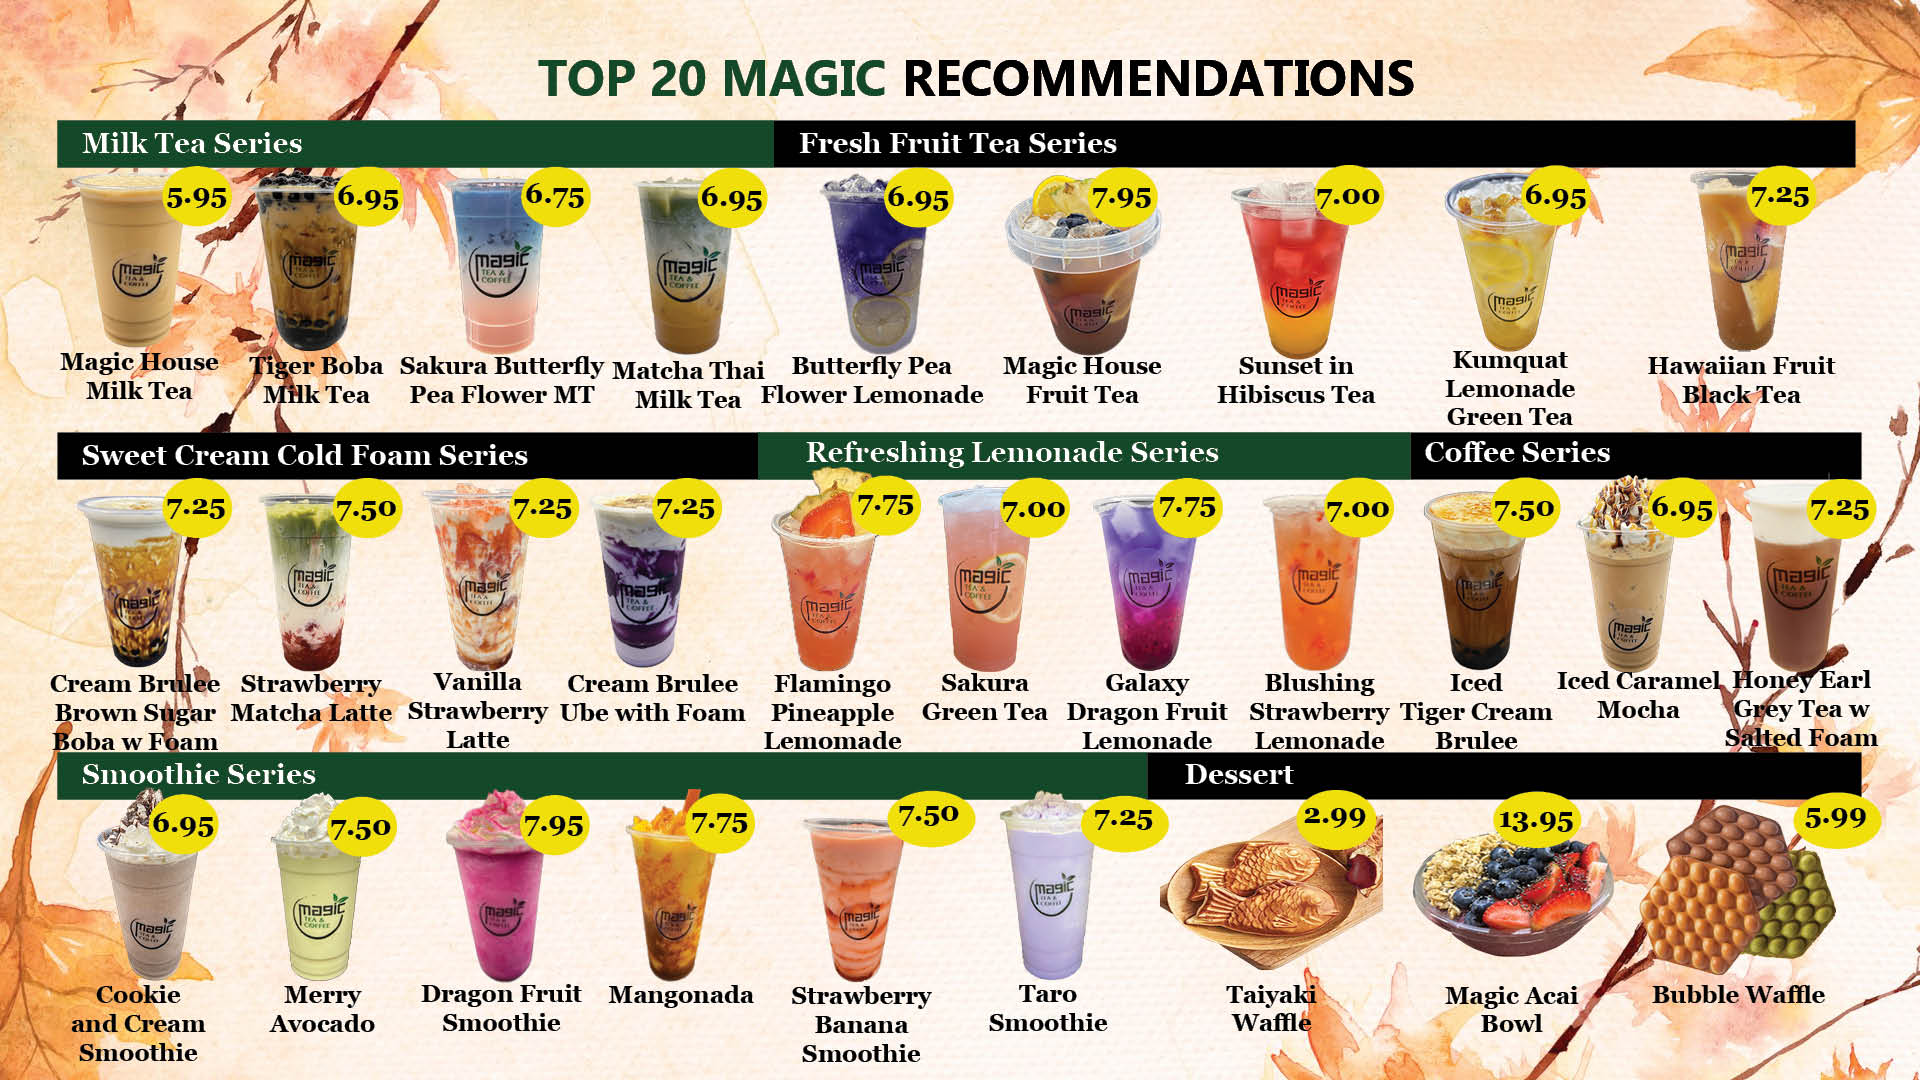 TOP 20 MAGIC RECOMMENDATIONS
Milk Tea Series
Fresh Fruit Tea Series
5.95
6.95
6.75
6.95
6.95
7.95
7.00
6.95
7.25
magic
TEA &
COFFEE
Magic House
Milk Tea
Tiger Boba
Milk Tea
Sakura Butterfly
Pea Flower MT
Matcha Thai
Milk Tea
Butterfly Pea
Flower Lemonade
Magic House
Fruit Tea
Sunset in
Hibiscus Tea
Kumquat
Lemonade
Green Tea
Hawaiian Fruit
Black Tea
Sweet Cream Cold Foam Series
Refreshing Lemonade Series
Coffee Series
7.25
7.50
7.25
7.25
7.75
7.00
7.75
7.00
7.50
6.95
7.25
Cream Brulee
Brown Sugar
Boba w Foam
Strawberry
Matcha Latte
Vanilla
Strawberry
Latte
Cream Brulee
Ube with Foam
Flamingo
Pineapple
Lemomade
Sakura
Green Tea
Galaxy
Dragon Fruit
Lemonade
Blushing
Strawberry
Lemonade
Iced
Tiger Cream
Brulee
Iced Caramel
Mocha
Honey Earl
Grey Tea w
Salted Foam
Smoothie Series
Dessert
6.95
7.50
7.95
7.75
7.50
7.25
2.99
13.95
5.99
Cookie
and Cream
Smoothie
Merry
Avocado
Dragon Fruit
Smoothie
Mangonada
Strawberry
Banana
Smoothie
Taro
Smoothie
Taiyaki
Waffle
Magic Acai
Bowl
Bubble Waffle